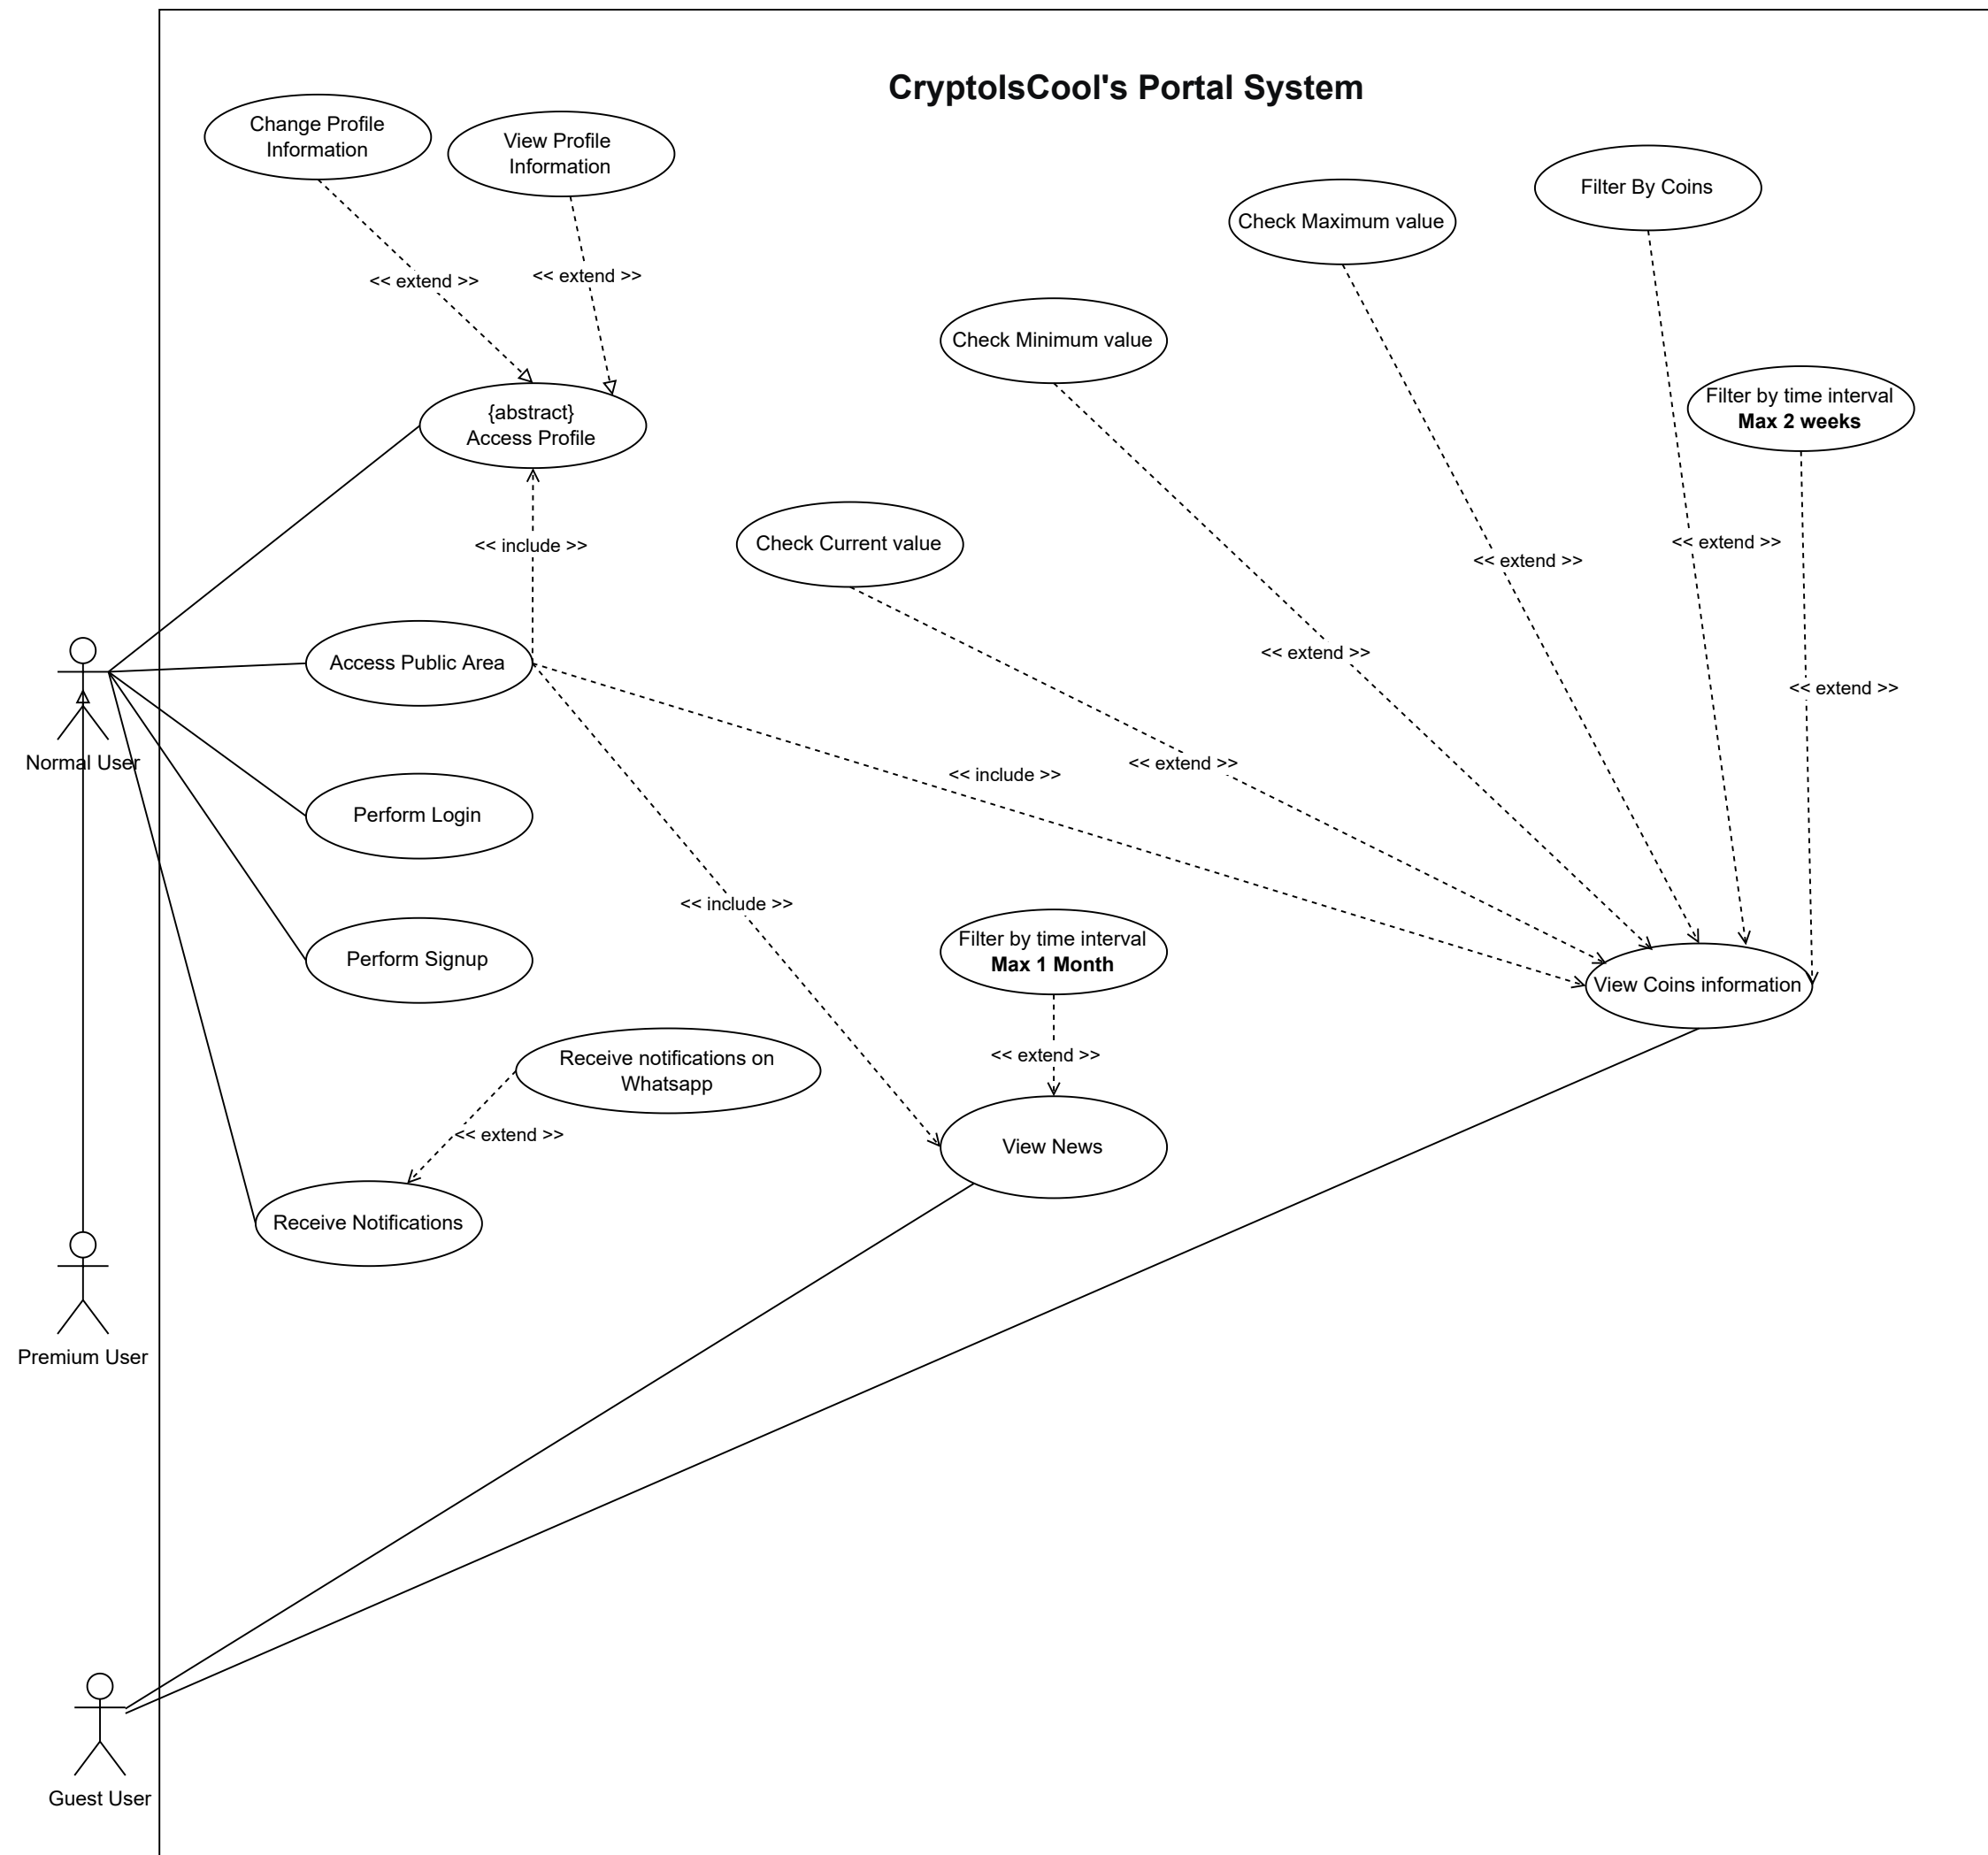 CryptoIsCool's Portal System
Change Profile
Information
View Profile
Information
Filter By Coins
Check Maximum value
<< extend >>
<< extend >>
Check Minimum value
{abstract}
Access Profile
Filter by time interval
Max 2 weeks
<< include >>
Check Current value
<< extend >>
<< extend >>
Access Public Area
<< extend >>
<< extend >>
Normal User
<< include >>
<< extend >>
Perform Login
<< include >>
Perform Signup
Filter by time interval
Max 1 Month
View Coins information
Receive notifications on
Whatsapp
<< extend >>
<< extend >>
View News
Receive Notifications
Premium User
Guest User